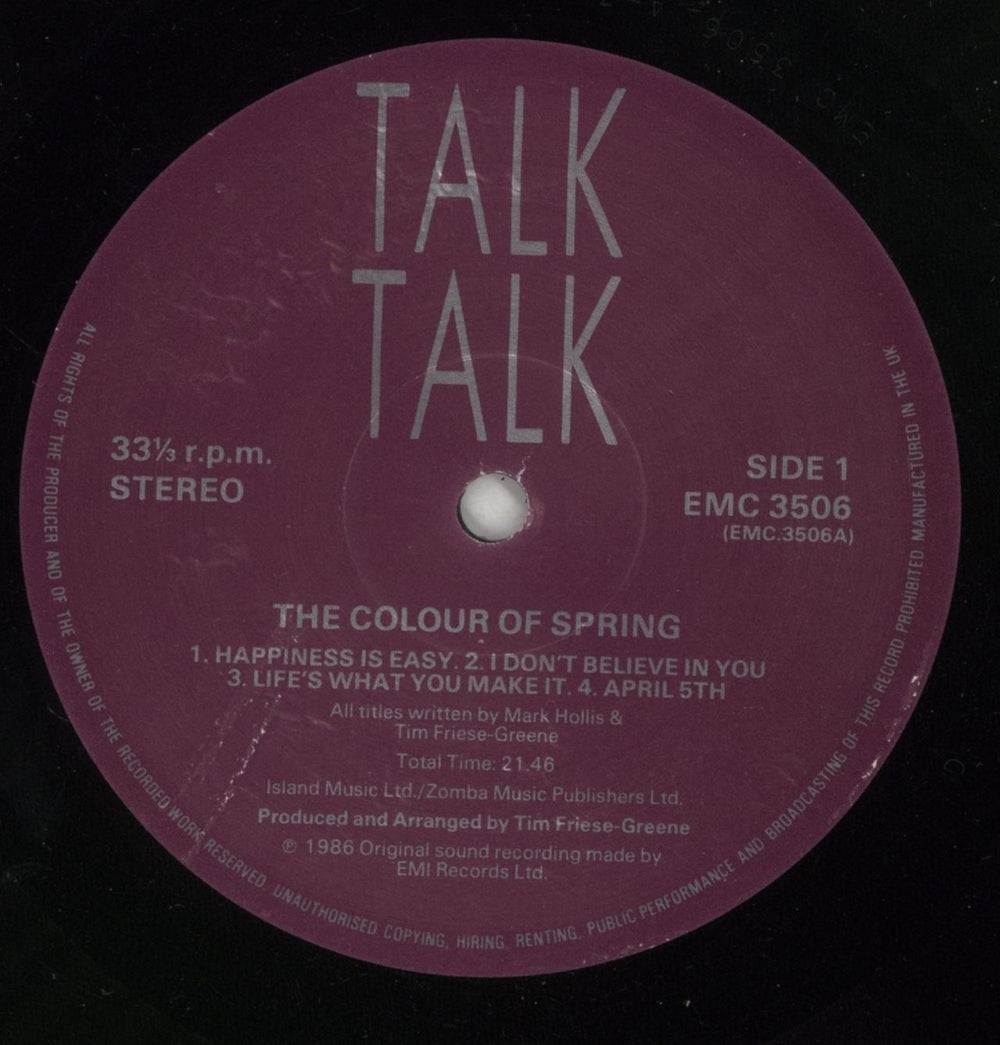 TALK
TALK
33⅓ r.p.m.
STEREO
SIDE 1
EMC 3506
(EMC.3506A)
THE COLOUR OF SPRING
1. HAPPINESS IS EASY. 2. I DON'T BELIEVE IN YOU
3. LIFE'S WHAT YOU MAKE IT. 4. APRIL 5TH
All titles written by Mark Hollis &
Tim Friese-Greene
Total Time: 21.46
Island Music Ltd./Zomba Music Publishers Ltd.
Produced and Arranged by Tim Friese-Greene
℗ 1986 Original sound recording made by
EMI Records Ltd.
ALL RIGHTS OF THE PRODUCER AND OF THE OWNER OF THE RECORDED WORK RESERVED. UNAUTHORISED COPYING, HIRING, RENTING, PUBLIC PERFORMANCE AND BROADCASTING OF THIS RECORD PROHIBITED MANUFACTURED IN THE UK
EMC 3506